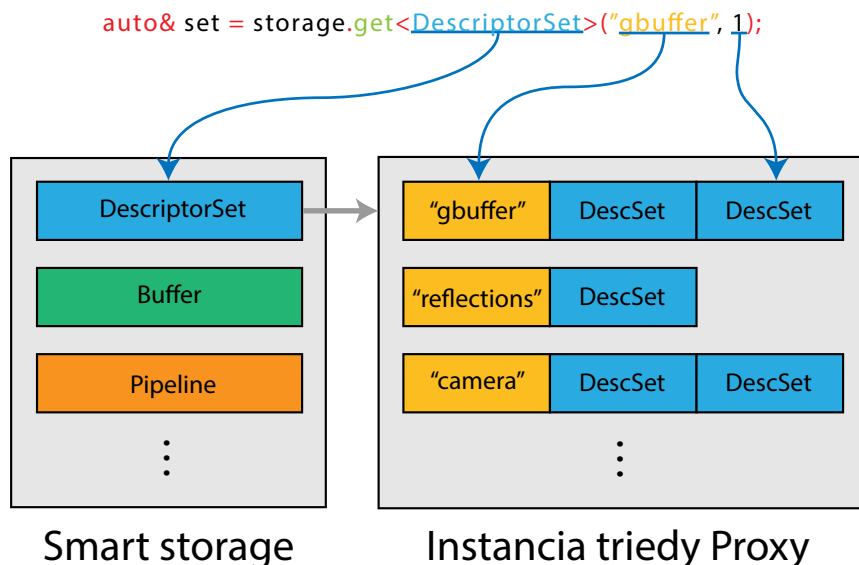 auto& set = storage.get<DescriptorSet>("gbuffer", 1);
DescriptorSet
"gbuffer" DescSet DescSet
Buffer
"reflections" DescSet
Pipeline
"camera" DescSet DescSet
Smart storage
Instancia triedy Proxy